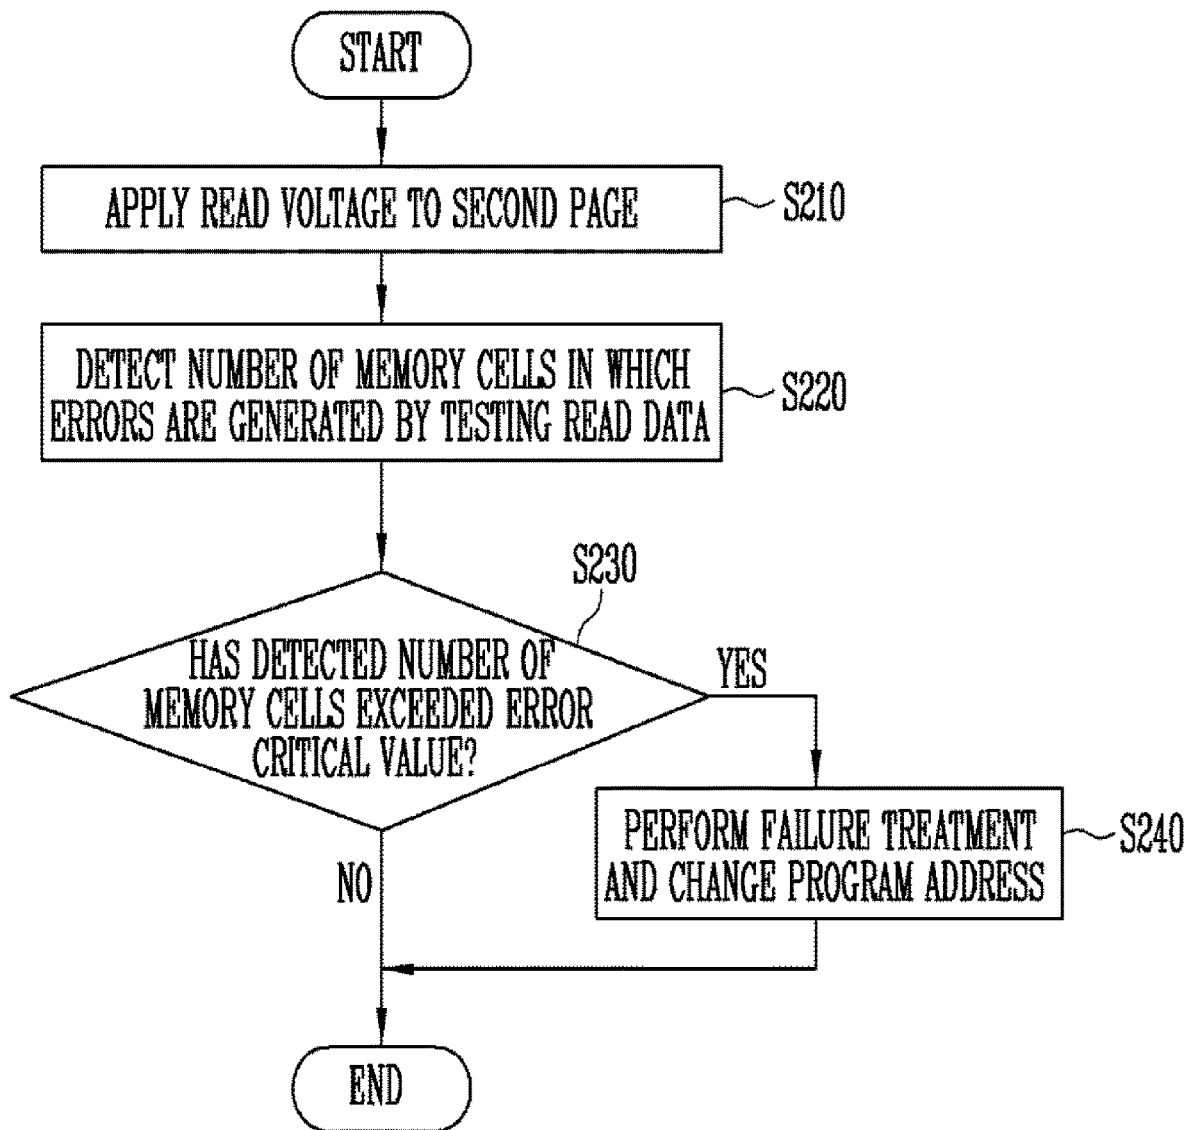 START
APPLY READ VOLTAGE TO SECOND PAGE
S210
DETECT NUMBER OF MEMORY CELLS IN WHICH
ERRORS ARE GENERATED BY TESTING READ DATA
S220
S230
HAS DETECTED NUMBER OF
MEMORY CELLS EXCEEDED ERROR
CRITICAL VALUE?
YES
PERFORM FAILURE TREATMENT
AND CHANGE PROGRAM ADDRESS
S240
NO
END